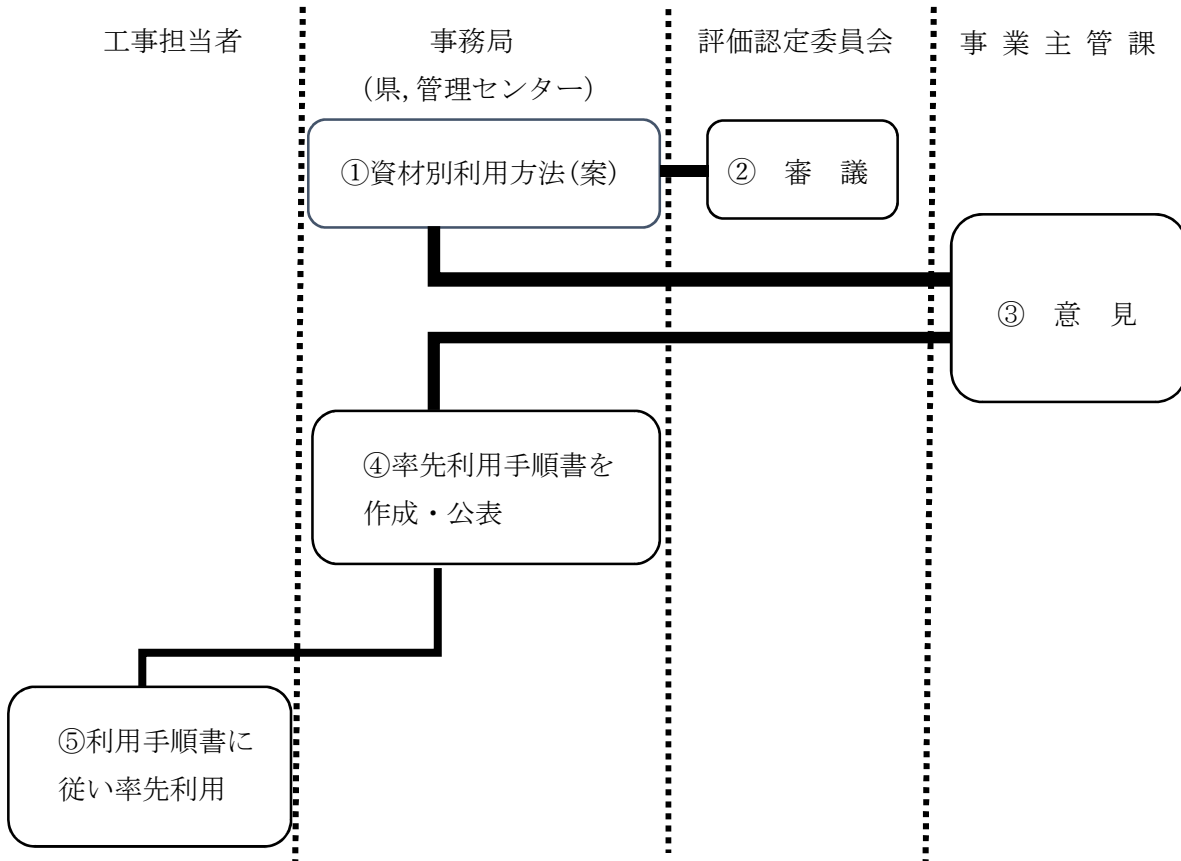 工事担当者
事務局
(県,管理センター)
評価認定委員会
事業主管課
①資材別利用方法(案)
② 審 議
③ 意 見
④率先利用手順書を
作成・公表
⑤利用手順書に
従い率先利用